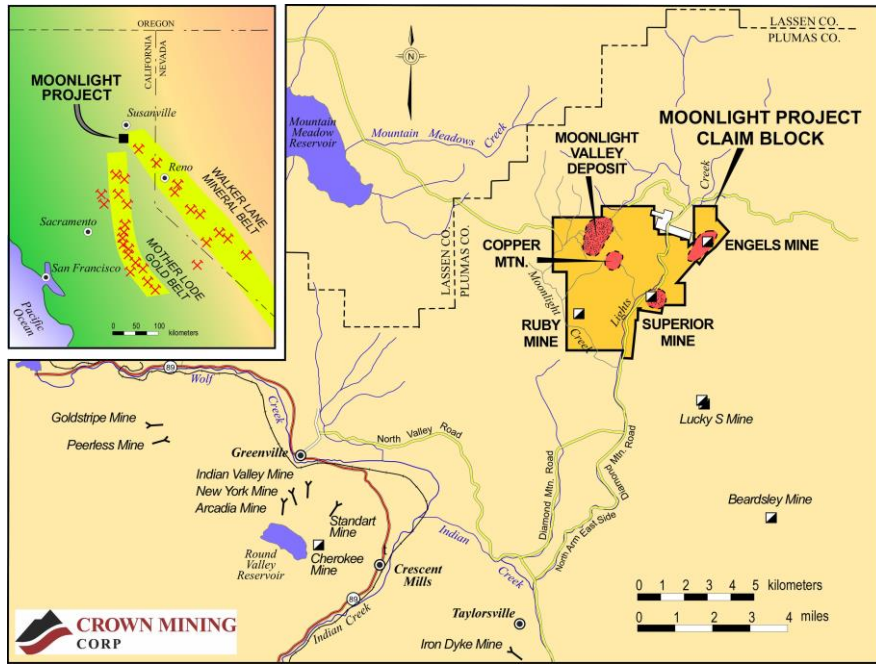 OREGON
CALIFORNIA
NEVADA
MOONLIGHT
PROJECT
Susanville
Reno
WALKER LANE
MINERAL BELT
Sacramento
MOTHER LODE
GOLD BELT
San Francisco
Pacific
Ocean
0 50 100
kilometers
N
LASSEN CO.
PLUMAS CO.
Mountain
Meadow
Reservoir
Mountain Meadows Creek
MOONLIGHT
VALLEY
DEPOSIT
MOONLIGHT PROJECT
CLAIM BLOCK
Creek
LASSEN CO.
PLUMAS CO.
COPPER
MTN.
ENGELS MINE
Moonlight
Creek
Lights
RUBY
MINE
SUPERIOR
MINE
89
Wolf
Creek
Goldstripe Mine
Peerless Mine
Lucky S Mine
Greenville
North Valley Road
Diamond Mtn. Road
Diamond Mtn. Road
Indian Valley Mine
New York Mine
Arcadia Mine
Standart
Mine
Beardsley Mine
North Arm East Side
Round
Valley
Reservoir
Cherokee
Mine
Indian
Creek
Crescent
Mills
89
Indian Creek
Taylorsville
Iron Dyke Mine
0 1 2 3 4 5 kilometers
0 1 2 3 4 miles
CROWN MINING
CORP